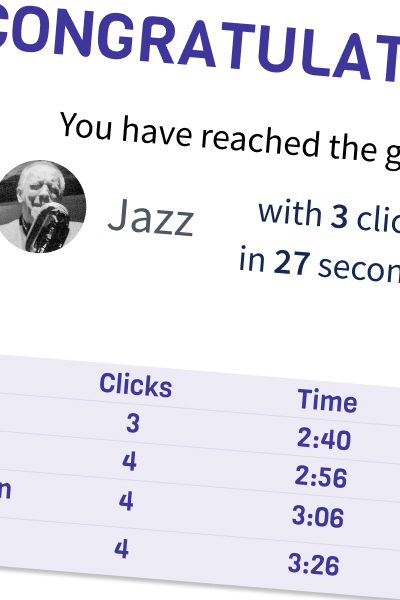 CONGRATULAT
You have reached the g
Jazz
with 3 clic
in 27 secon
Clicks Time
3 2:40
4 2:56
n 4 3:06
4 3:26